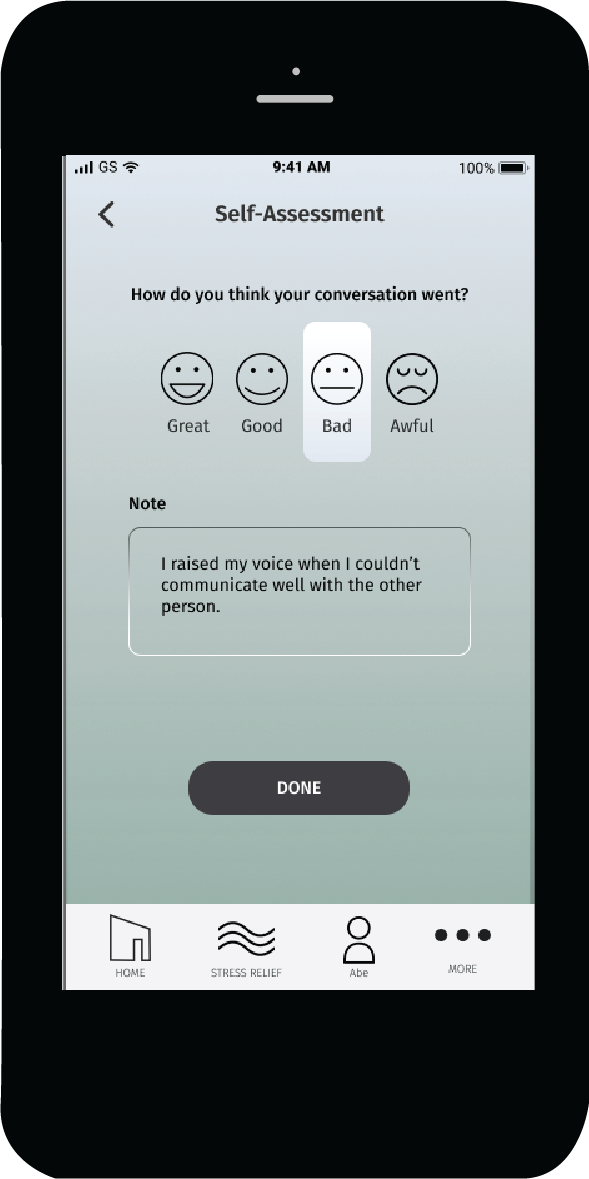 GS 9:41 AM 100%
Self-Assessment
How do you think your conversation went?
Great Good Bad Awful
Note
I raised my voice when I couldn't
communicate well with the other
person.
DONE
HOME STRESS RELIEF Abe MORE